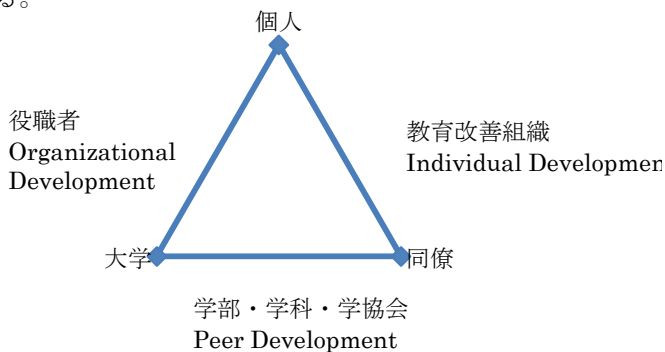 個人
役職者
Organizational
Development
教育改善組織
Individual Developmen
大学
同僚
学部・学科・学協会
Peer Development